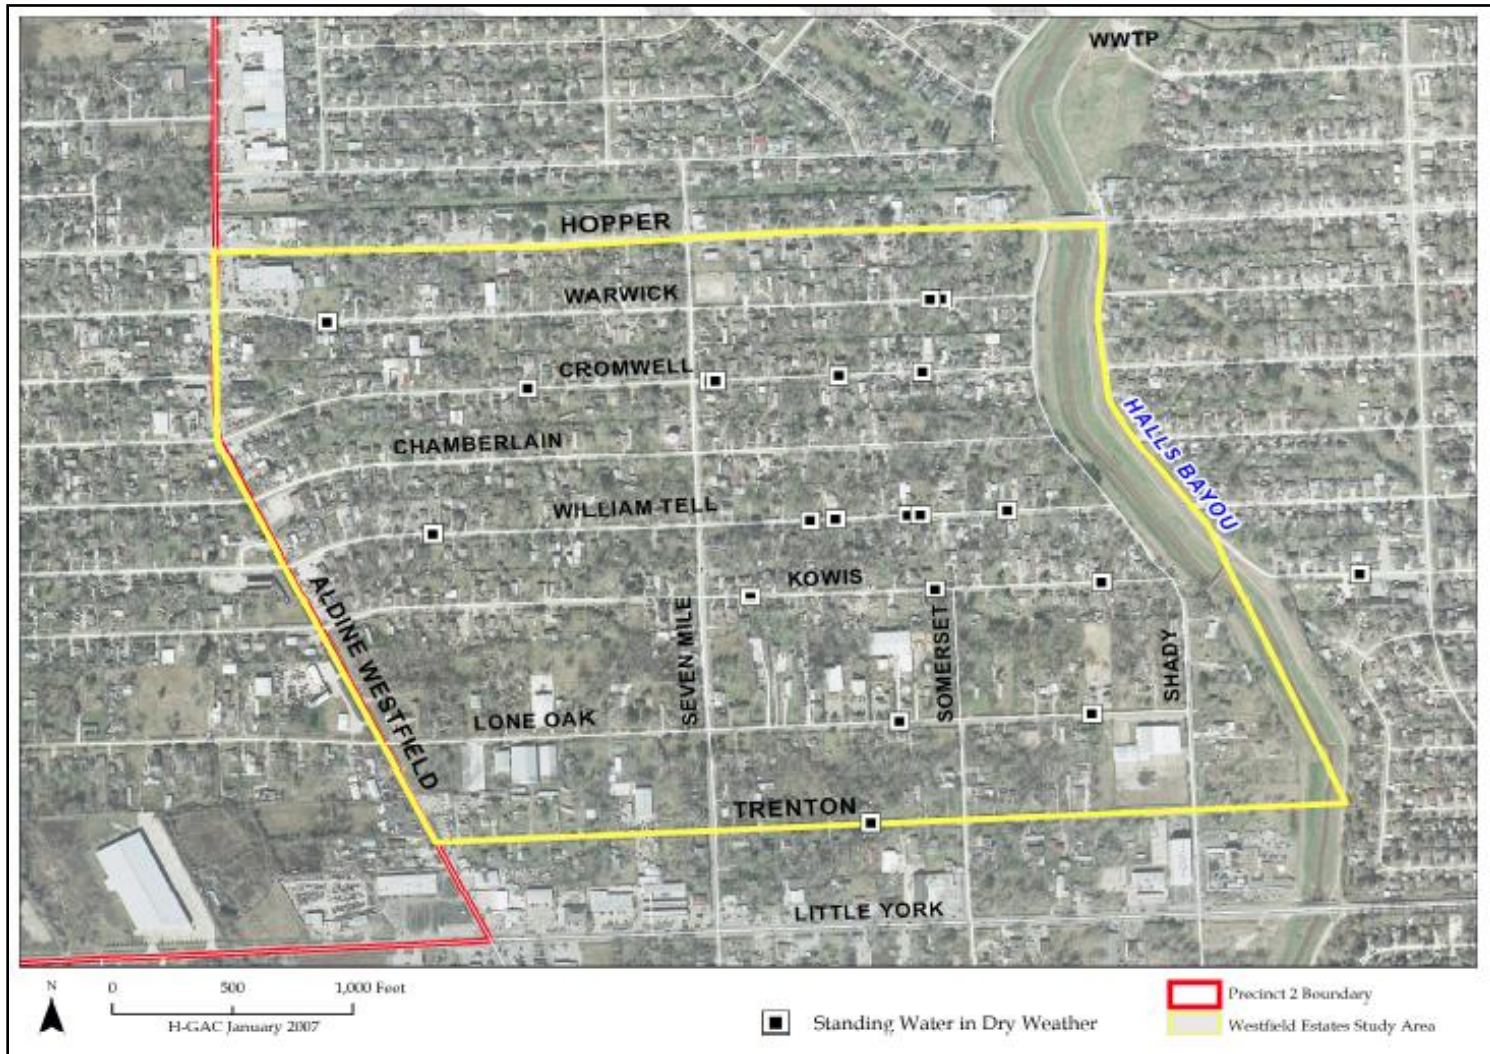 WWTP
HOPPER
WARWICK
CROMWELL
CHAMBERLAIN
HALLS BAYOU
WILLIAM TELL
KOWIS
ALDINE WESTFIELD
SEVEN MILE
SOMERSET
SHADY
LONE OAK
TRENTON
LITTLE YORK
N
0 500 1,000 Feet
H-GAC January 2007
Standing Water in Dry Weather
Precinct 2 Boundary
Westfield Estates Study Area